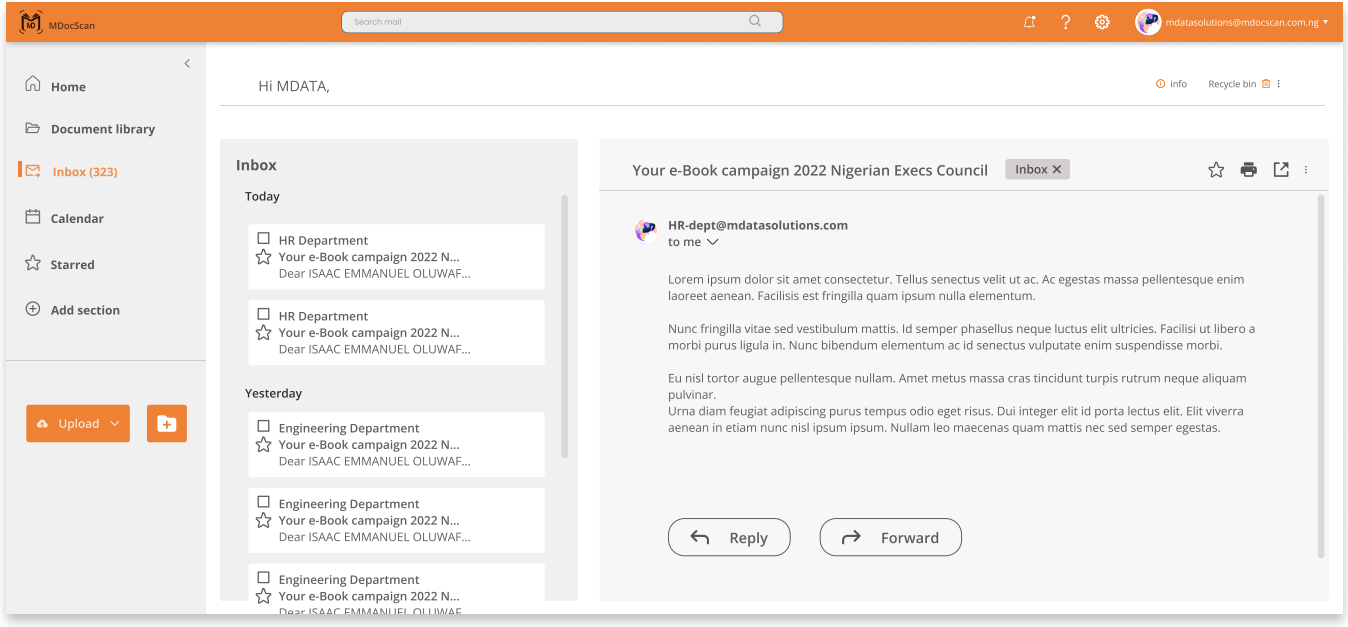 MD
MDocScan
Search mail
?
mdatasolutions@mdocscan.com.ng
Home
Document library
Inbox (323)
Calendar
Starred
Add section
Upload
Hi MDATA,
info
Recycle bin
Inbox
Today
HR Department
Your e-Book campaign 2022 N...
Dear ISAAC EMMANUEL OLUWAF...
HR Department
Your e-Book campaign 2022 N...
Dear ISAAC EMMANUEL OLUWAF...
Yesterday
Engineering Department
Your e-Book campaign 2022 N...
Dear ISAAC EMMANUEL OLUWAF...
Engineering Department
Your e-Book campaign 2022 N...
Dear ISAAC EMMANUEL OLUWAF...
Engineering Department
Your e-Book campaign 2022 N...
Dear ISAAC EMMANUEL OLUWAF
Your e-Book campaign 2022 Nigerian Execs Council
Inbox
HR-dept@mdatasolutions.com
to me
Lorem ipsum dolor sit amet consectetur. Tellus senectus velit ut ac. Ac egestas massa pellentesque enim
laoreet aenean. Facilisis est fringilla quam ipsum nulla elementum.
Nunc fringilla vitae sed vestibulum mattis. Id semper phasellus neque luctus elit ultricies. Facilisi ut libero a
morbi purus ligula in. Nunc bibendum elementum ac id senectus vulputate enim suspendisse morbi.
Eu nisl tortor augue pellentesque nullam. Amet metus massa cras tincidunt turpis rutrum neque aliquam
pulvinar.
Urna diam feugiat adipiscing purus tempus odio eget risus. Dui integer elit id porta lectus elit. Elit viverra
aenean in etiam nunc nisl ipsum ipsum. Nullam leo maecenas quam mattis nec sed semper egestas.
Reply
Forward